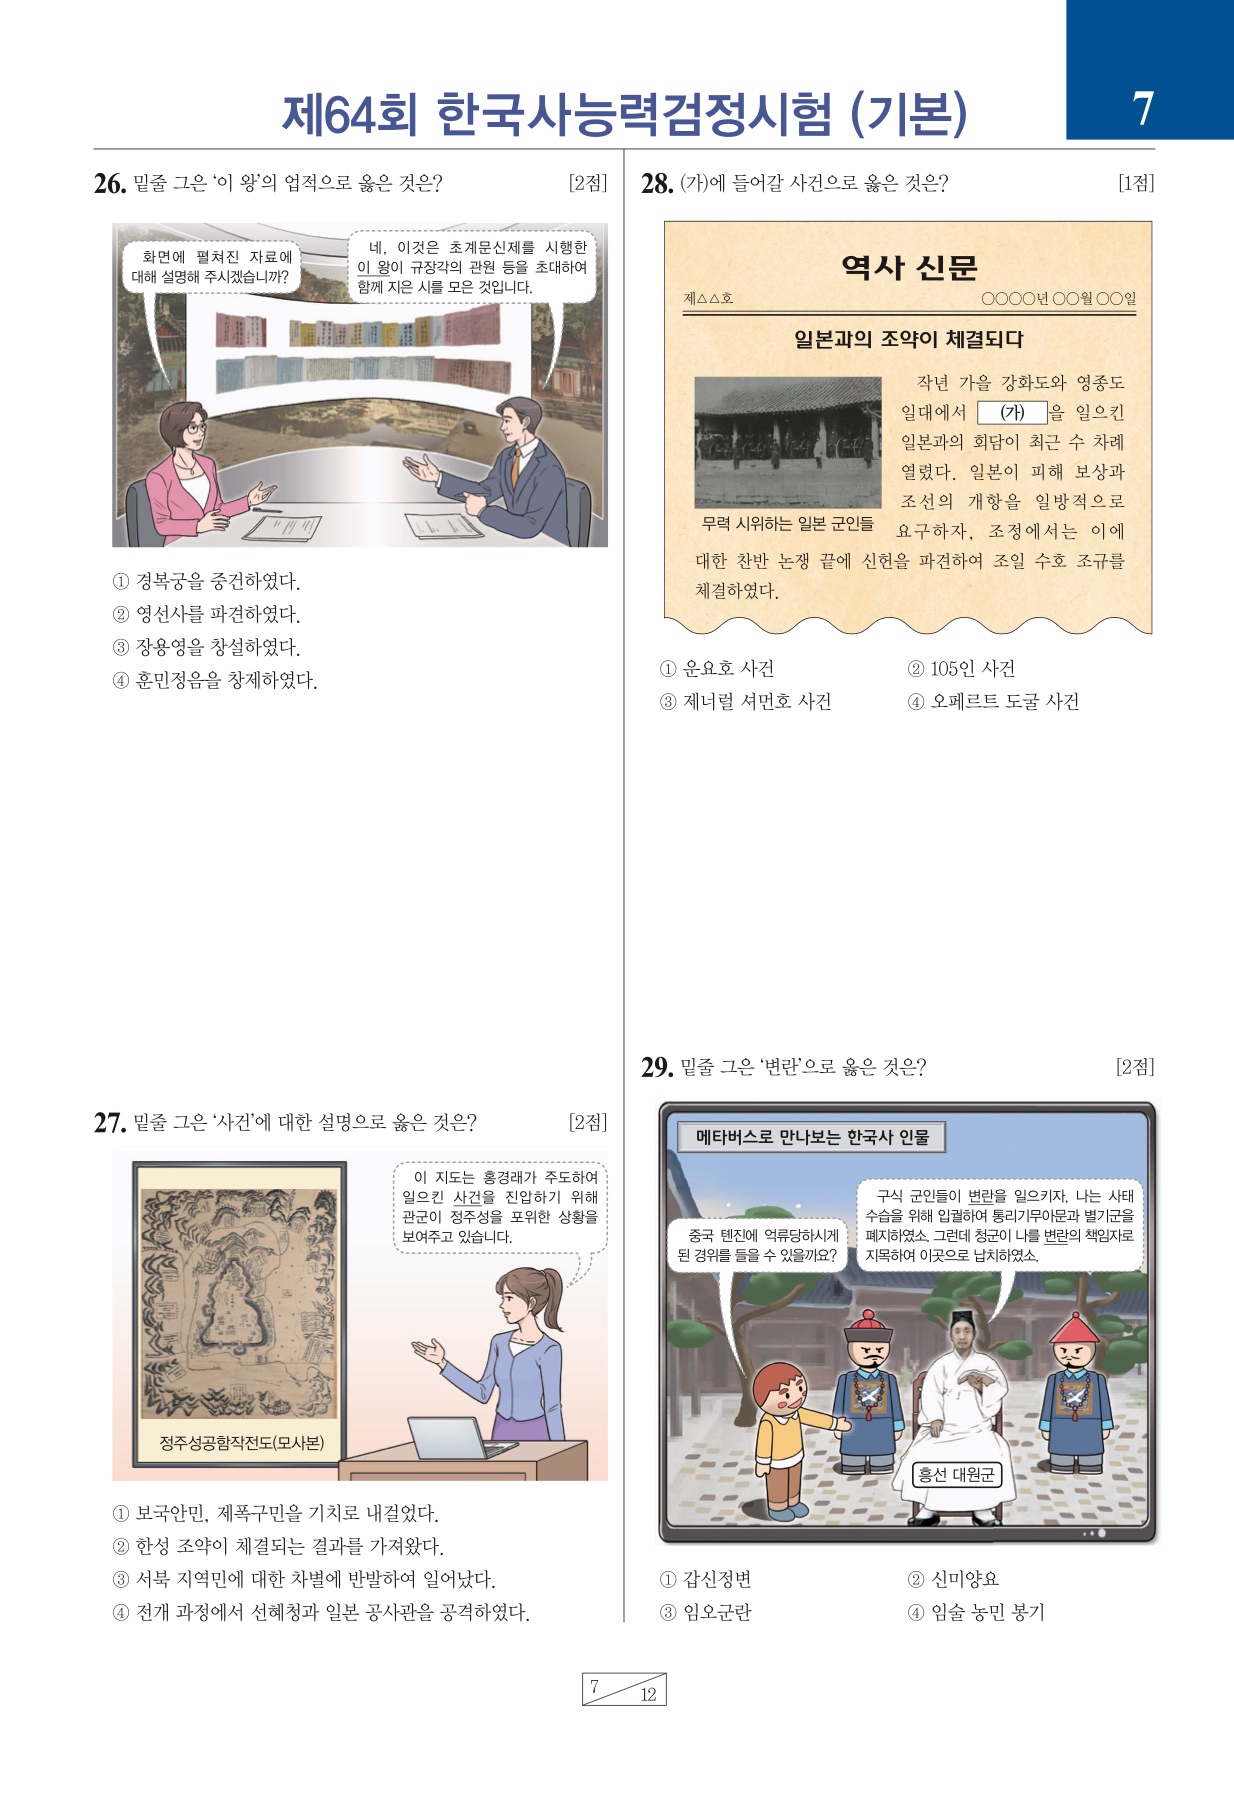 제64회 한국사능력검정시험 (기본)
7
26. 밑줄 그은 ‘이 왕’의 업적으로 옳은 것은? [2점]
화면에 펼쳐진 자료에
대해 설명해 주시겠습니까?
네, 이것은 초계문신제를 시행한
이 왕이 규장각의 관원 등을 초대하여
함께 지은 시를 모은 것입니다.
① 경복궁을 중건하였다.
② 영선사를 파견하였다.
③ 장용영을 창설하였다.
④ 훈민정음을 창제하였다.
27. 밑줄 그은 ‘사건’에 대한 설명으로 옳은 것은? [2점]
이 지도는 홍경래가 주도하여
일으킨 사건을 진압하기 위해
관군이 정주성을 포위한 상황을
보여주고 있습니다.
정주성공함작전도(모사본)
① 보국안민, 제폭구민을 기치로 내걸었다.
② 한성 조약이 체결되는 결과를 가져왔다.
③ 서북 지역민에 대한 차별에 반발하여 일어났다.
④ 전개 과정에서 선혜청과 일본 공사관을 공격하였다.
28. (가)에 들어갈 사건으로 옳은 것은? [1점]
역사 신문
제△△호 ○○○○년 ○○월 ○○일
일본과의 조약이 체결되다
작년 가을 강화도와 영종도
일대에서 (가) 을 일으킨
일본과의 회담이 최근 수 차례
열렸다. 일본이 피해 보상과
조선의 개항을 일방적으로
요구하자, 조정에서는 이에
대한 찬반 논쟁 끝에 신헌을 파견하여 조일 수호 조규를
체결하였다.
무력 시위하는 일본 군인들
① 운요호 사건 ② 105인 사건
③ 제너럴 셔먼호 사건 ④ 오페르트 도굴 사건
29. 밑줄 그은 ‘변란’으로 옳은 것은? [2점]
메타버스로 만나보는 한국사 인물
중국 톈진에 억류당하시게
된 경위를 들을 수 있을까요?
구식 군인들이 변란을 일으키자, 나는 사태
수습을 위해 입궐하여 통리기무아문과 별기군을
폐지하였소. 그런데 청군이 나를 변란의 책임자로
지목하여 이곳으로 납치하였소.
흥선 대원군
① 갑신정변 ② 신미양요
③ 임오군란 ④ 임술 농민 봉기
7
12